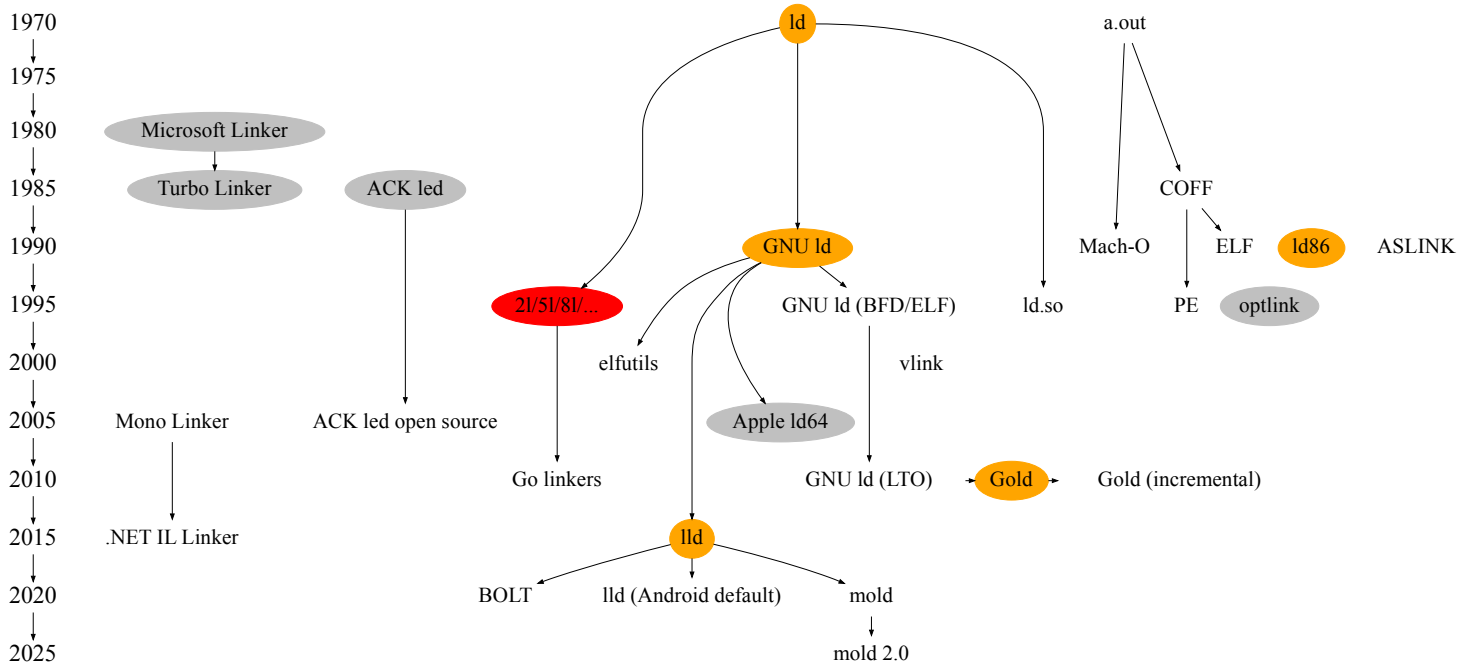 1970 ld a.out
1975
1980 Microsoft Linker
1985 Turbo Linker ACK led COFF
1990 GNU ld Mach-O ELF ld86 ASLINK
1995 2l/5l/8l/... GNU ld (BFD/ELF) ld.so PE optlink
2000 elfutils vlink
2005 Mono Linker ACK led open source Apple ld64
2010 Go linkers GNU ld (LTO) Gold Gold (incremental)
2015 .NET IL Linker lld
2020 BOLT lld (Android default) mold
2025 mold 2.0